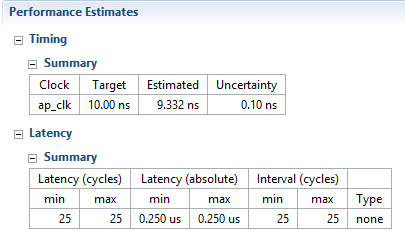 Performance Estimates
Timing
Summary
Clock Target Estimated Uncertainty
ap_clk 10.00 ns 9.332 ns 0.10 ns
Latency
Summary
Latency (cycles) Latency (absolute) Interval (cycles)
min max min max min max Type
25 25 0.250 us 0.250 us 25 25 none